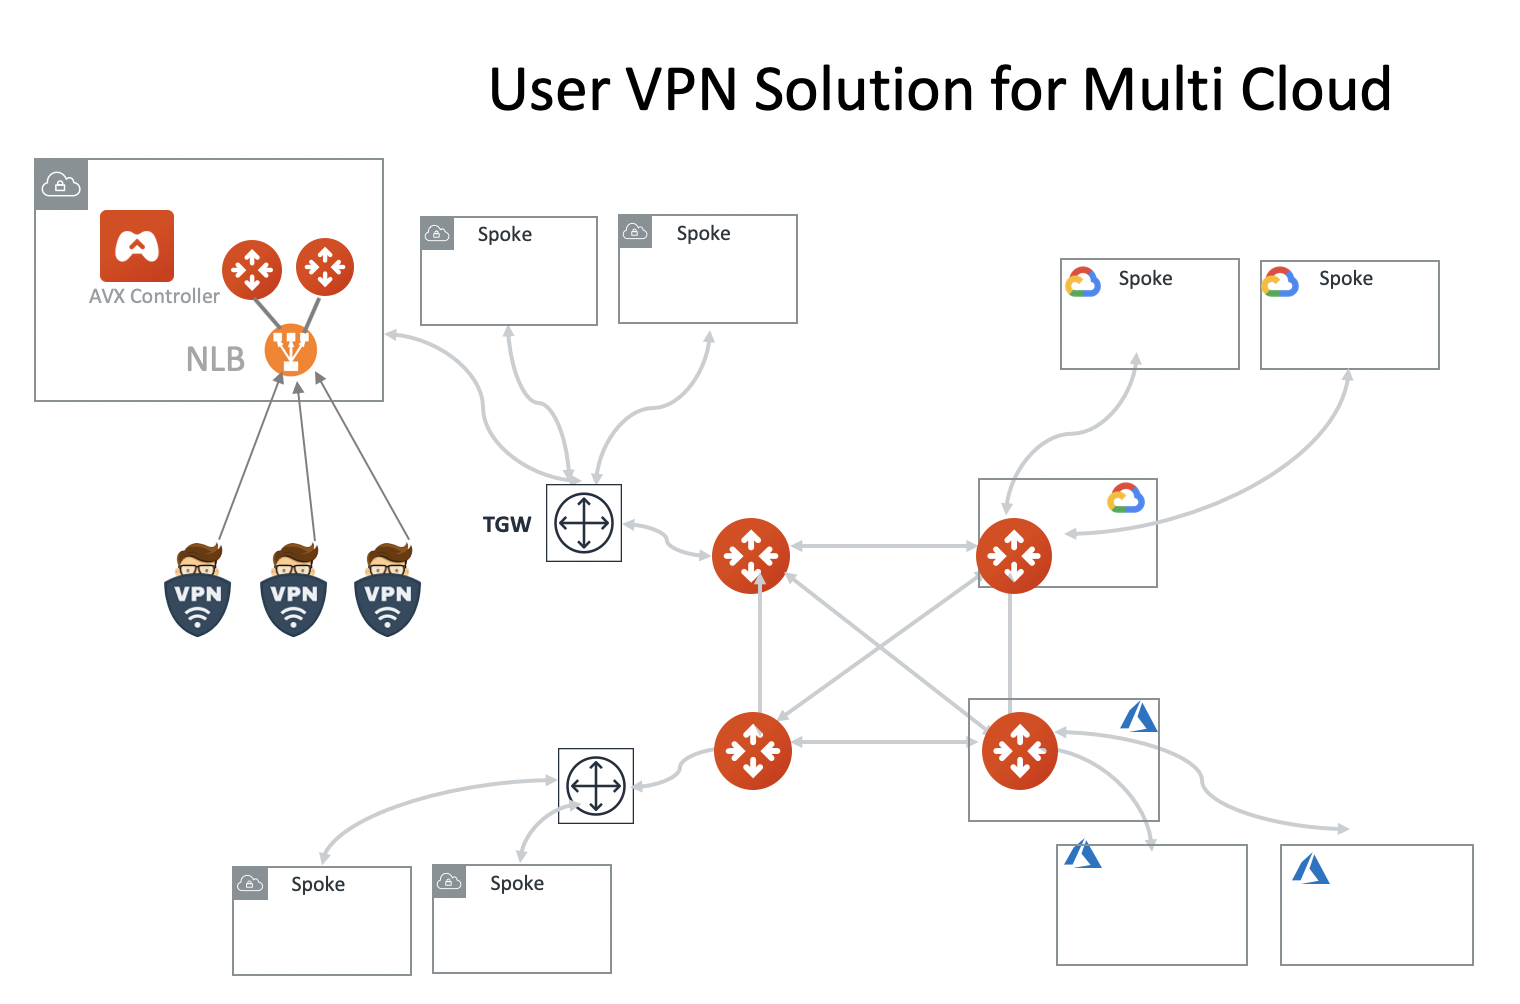 User VPN Solution for Multi Cloud
AVX Controller
NLB
Spoke
Spoke
Spoke
Spoke
TGW
VPN
VPN
VPN
Spoke
Spoke